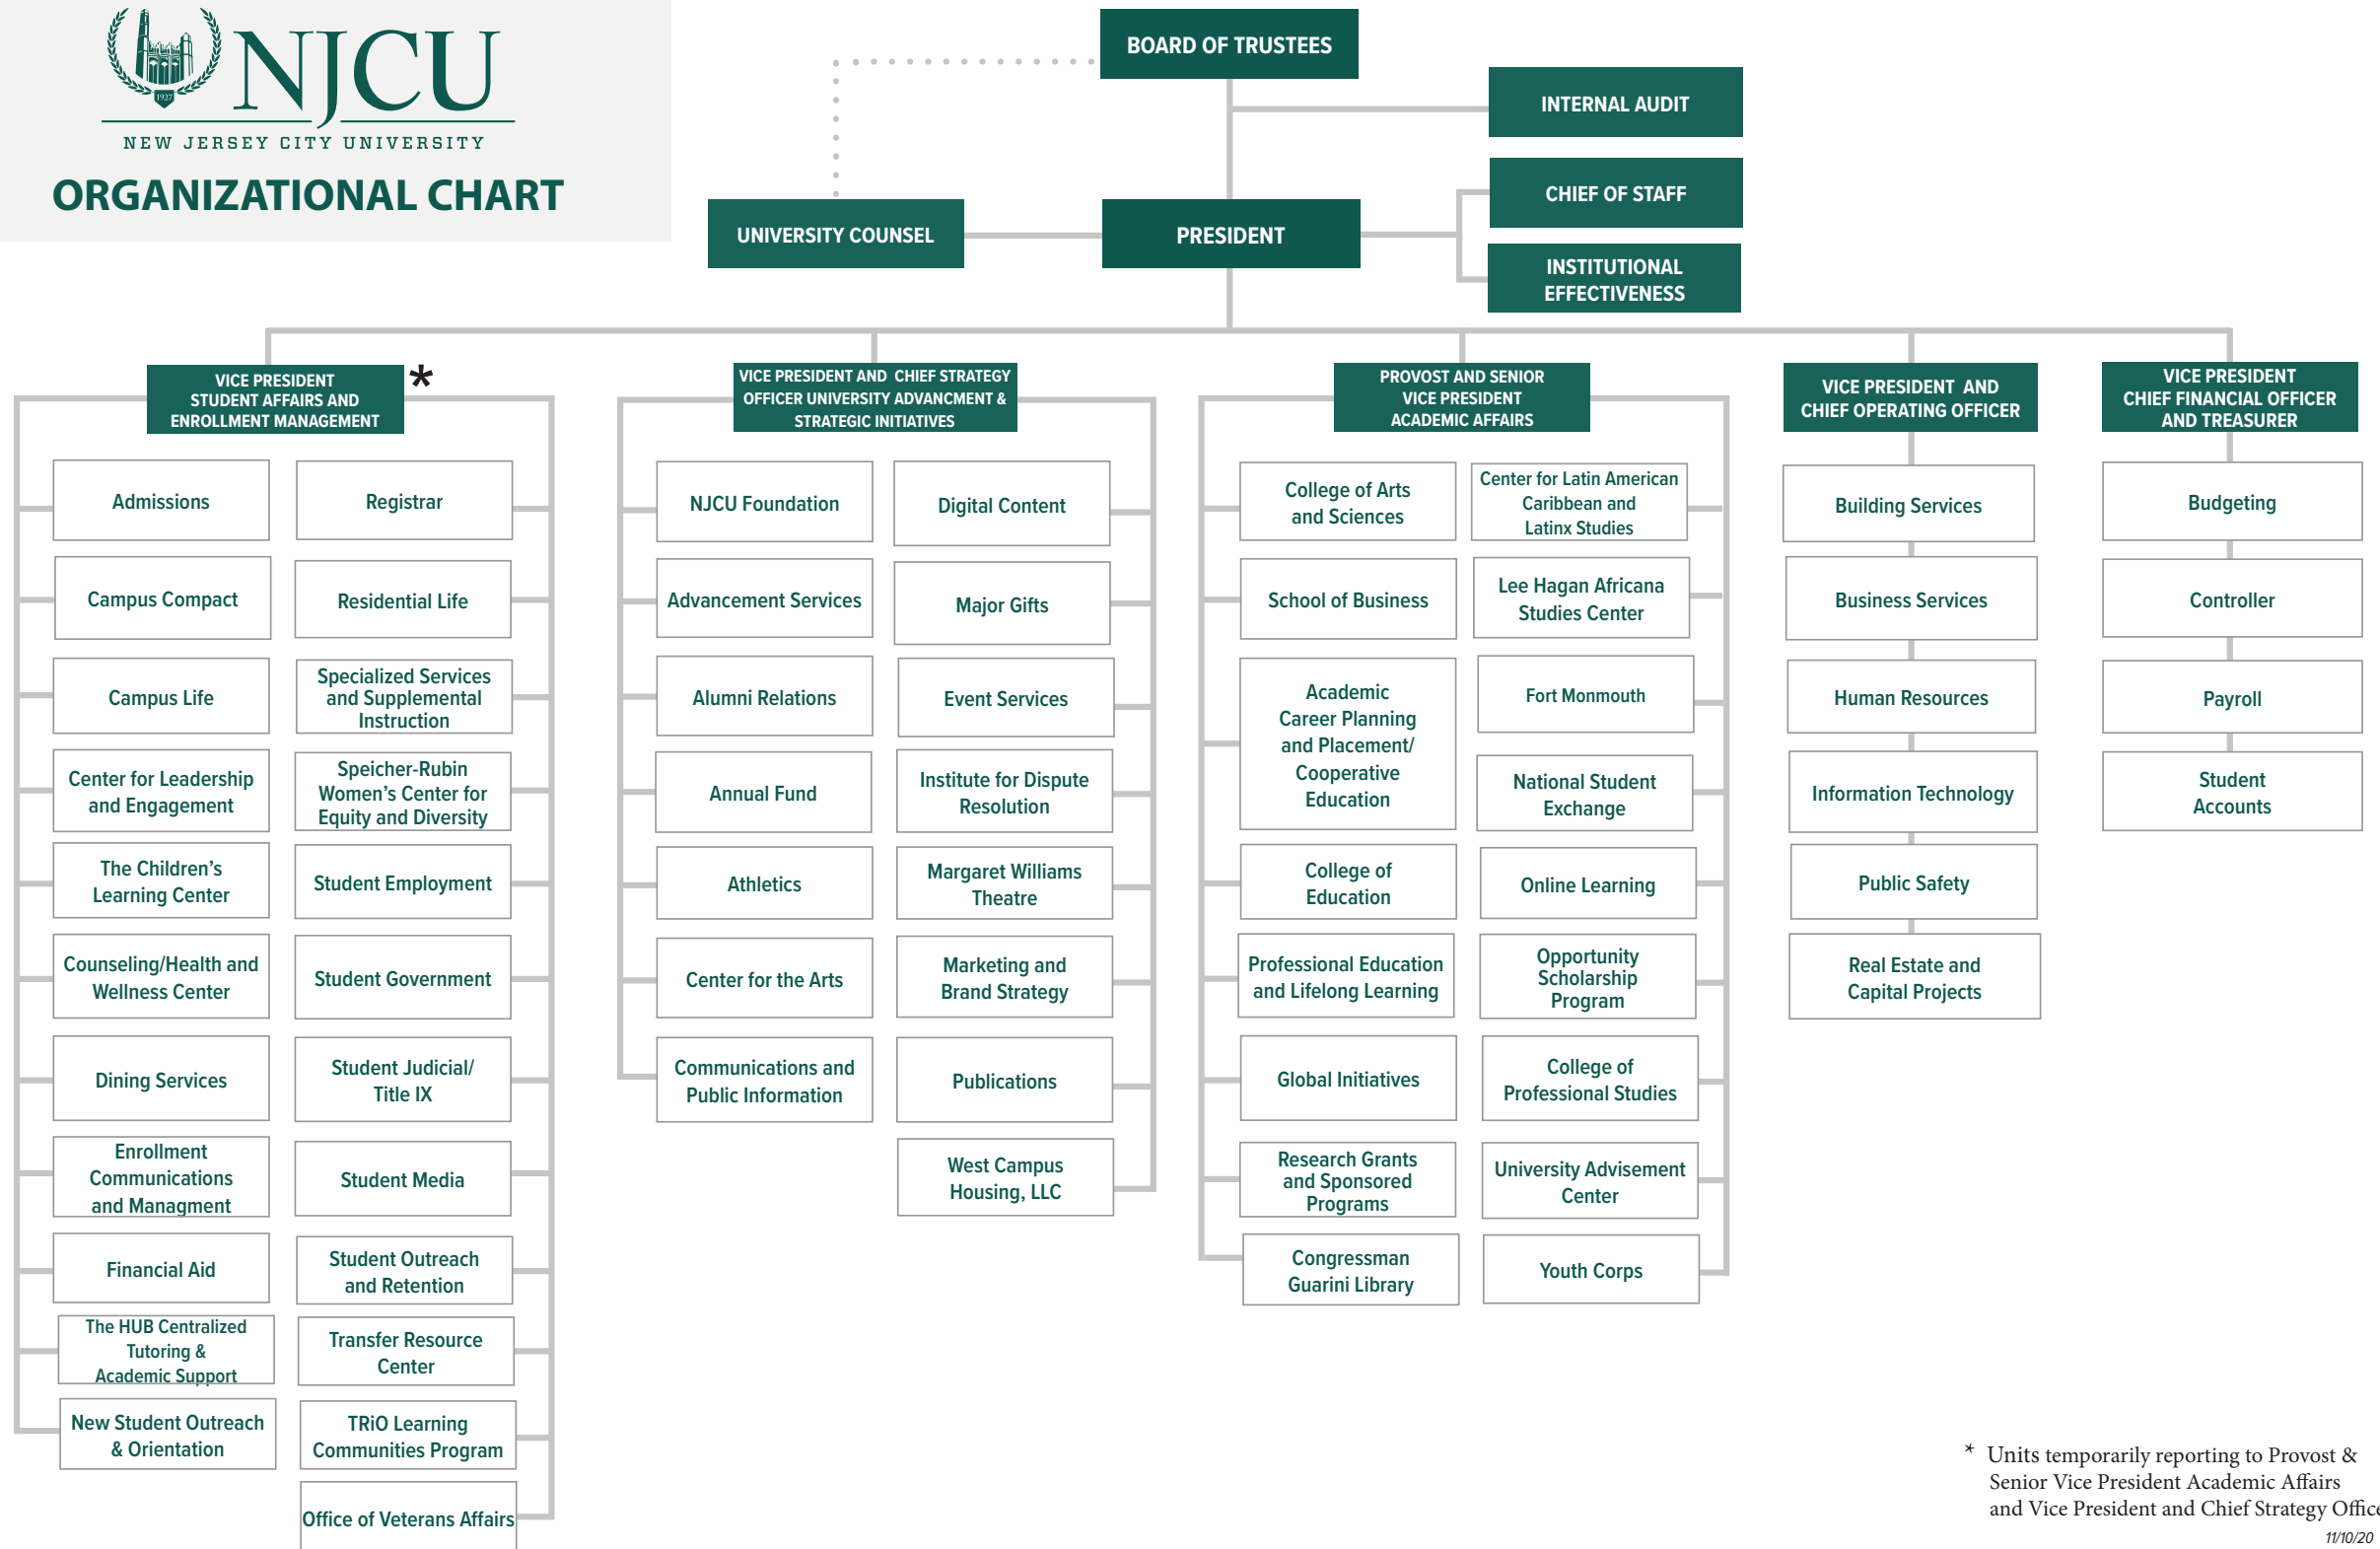 1927
NJCU
NEW JERSEY CITY UNIVERSITY
ORGANIZATIONAL CHART
BOARD OF TRUSTEES
INTERNAL AUDIT
CHIEF OF STAFF
UNIVERSITY COUNSEL
PRESIDENT
INSTITUTIONAL
EFFECTIVENESS
VICE PRESIDENT
STUDENT AFFAIRS AND
ENROLLMENT MANAGEMENT
*
Admissions
Campus Compact
Campus Life
Center for Leadership
and Engagement
The Children’s
Learning Center
Counseling/Health and
Wellness Center
Dining Services
Enrollment
Communications
and Managment
Financial Aid
The HUB Centralized
Tutoring &
Academic Support
New Student Outreach
& Orientation
Registrar
Residential Life
Specialized Services
and Supplemental
Instruction
Speicher-Rubin
Women’s Center for
Equity and Diversity
Student Employment
Student Government
Student Judicial/
Title IX
Student Media
Student Outreach
and Retention
Transfer Resource
Center
TRiO Learning
Communities Program
Office of Veterans Affairs
VICE PRESIDENT AND CHIEF STRATEGY
OFFICER UNIVERSITY ADVANCMENT &
STRATEGIC INITIATIVES
NJCU Foundation
Advancement Services
Alumni Relations
Annual Fund
Athletics
Center for the Arts
Communications and
Public Information
Digital Content
Major Gifts
Event Services
Institute for Dispute
Resolution
Margaret Williams
Theatre
Marketing and
Brand Strategy
Publications
West Campus
Housing, LLC
PROVOST AND SENIOR
VICE PRESIDENT
ACADEMIC AFFAIRS
College of Arts
and Sciences
School of Business
Academic
Career Planning
and Placement/
Cooperative
Education
College of
Education
Professional Education
and Lifelong Learning
Global Initiatives
Research Grants
and Sponsored
Programs
Congressman
Guarini Library
Center for Latin American
Caribbean and
Latinx Studies
Lee Hagan Africana
Studies Center
Fort Monmouth
National Student
Exchange
Online Learning
Opportunity
Scholarship
Program
College of
Professional Studies
University Advisement
Center
Youth Corps
VICE PRESIDENT AND
CHIEF OPERATING OFFICER
Building Services
Business Services
Human Resources
Information Technology
Public Safety
Real Estate and
Capital Projects
VICE PRESIDENT
CHIEF FINANCIAL OFFICER
AND TREASURER
Budgeting
Controller
Payroll
Student
Accounts
* Units temporarily reporting to Provost &
Senior Vice President Academic Affairs
and Vice President and Chief Strategy Office
11/10/20